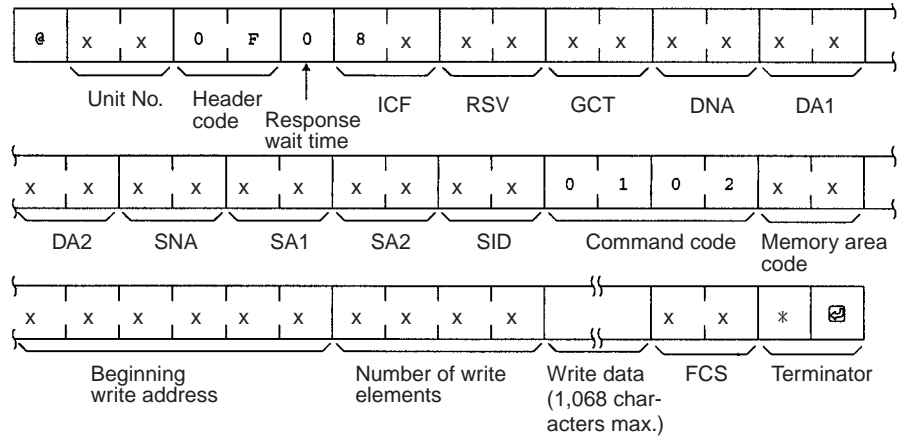 @ x x 0 F 0 8 x x x x x x x x x
Unit No. Header code Response wait time ICF RSV GCT DNA DA1
x x x x x x x x x x 0 1 0 2 x x
DA2 SNA SA1 SA2 SID Command code Memory area code
x x x x x x x x x x x x * ↵
Beginning write address Number of write elements Write data (1,068 char-
acters max.) FCS Terminator